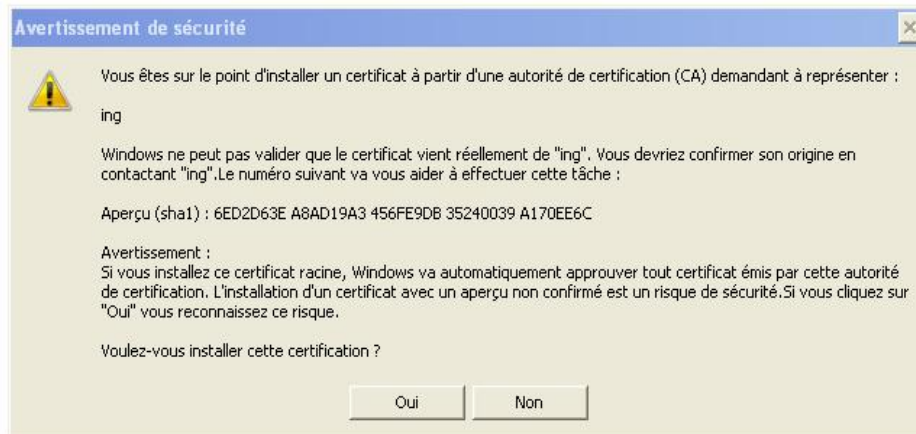 Avertissement de sécurité
Vous êtes sur le point d'installer un certificat à partir d'une autorité de certification (CA) demandant à représenter :
ing
Windows ne peut pas valider que le certificat vient réellement de "ing". Vous devriez confirmer son origine en
contactant "ing".Le numéro suivant va vous aider à effectuer cette tâche :
Aperçu (sha1) : 6ED2D63E A8AD19A3 456FE9DB 35240039 A170EE6C
Avertissement :
Si vous installez ce certificat racine, Windows va automatiquement approuver tout certificat émis par cette autorité
de certification. L'installation d'un certificat avec un aperçu non confirmé est un risque de sécurité.Si vous cliquez sur
"Oui" vous reconnaissez ce risque.
Voulez-vous installer cette certification ?
Oui Non